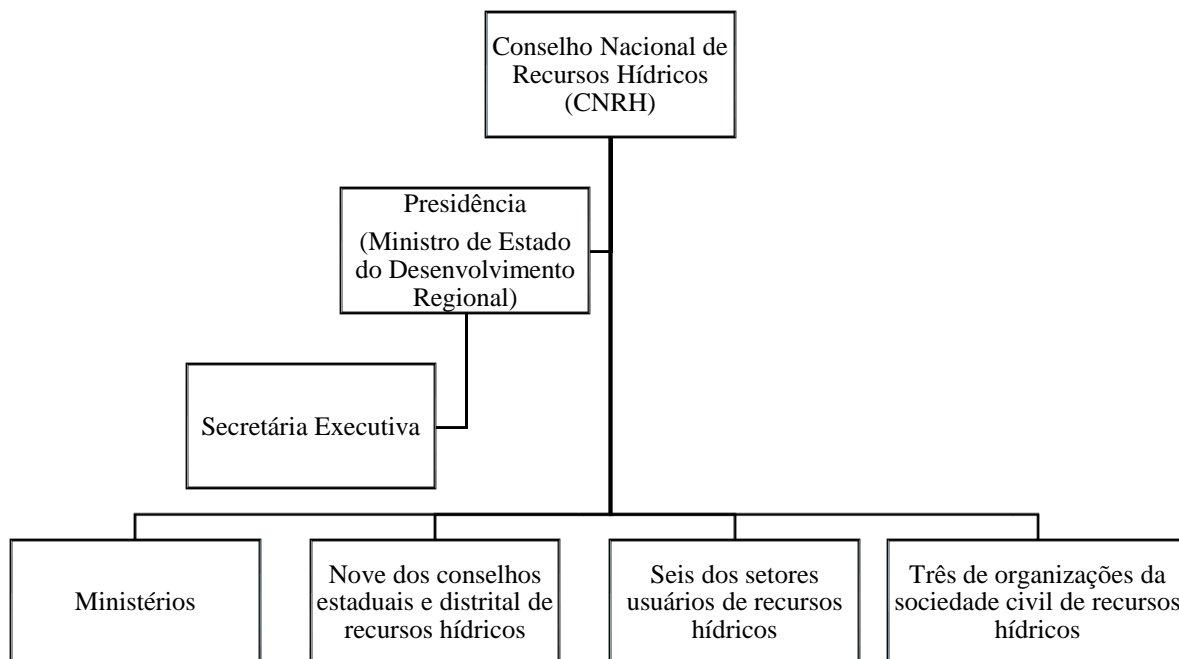 Conselho Nacional de
Recursos Hídricos
(CNRH)
Presidência
(Ministro de Estado
do Desenvolvimento
Regional)
Secretária Executiva
Ministérios
Nove dos conselhos
estaduais e distrital de
recursos hídricos
Seis dos setores
usuários de recursos
hídricos
Três de organizações da
sociedade civil de recursos
hídricos